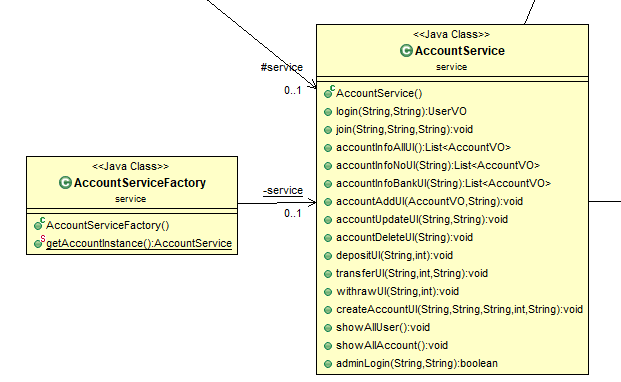 <<Java Class>>
AccountService
service
AccountService()
login(String,String):UserVO
join(String,String,String):void
accountInfoAllUI():List<AccountVO>
accountInfoNoUI(String):List<AccountVO>
accountInfoBankUI(String):List<AccountVO>
accountAddUI(AccountVO,String):void
accountUpdateUI(String,String):void
accountDeleteUI(String):void
depositUI(String,int):void
transferUI(String,int,String):void
withrawUI(String,int):void
createAccountUI(String,String,String,int,String):void
showAllUser():void
showAllAccount():void
adminLogin(String,String):boolean
#service
0..1
<<Java Class>>
AccountServiceFactory
service
AccountServiceFactory()
getAccountInstance():AccountService
-service
0..1